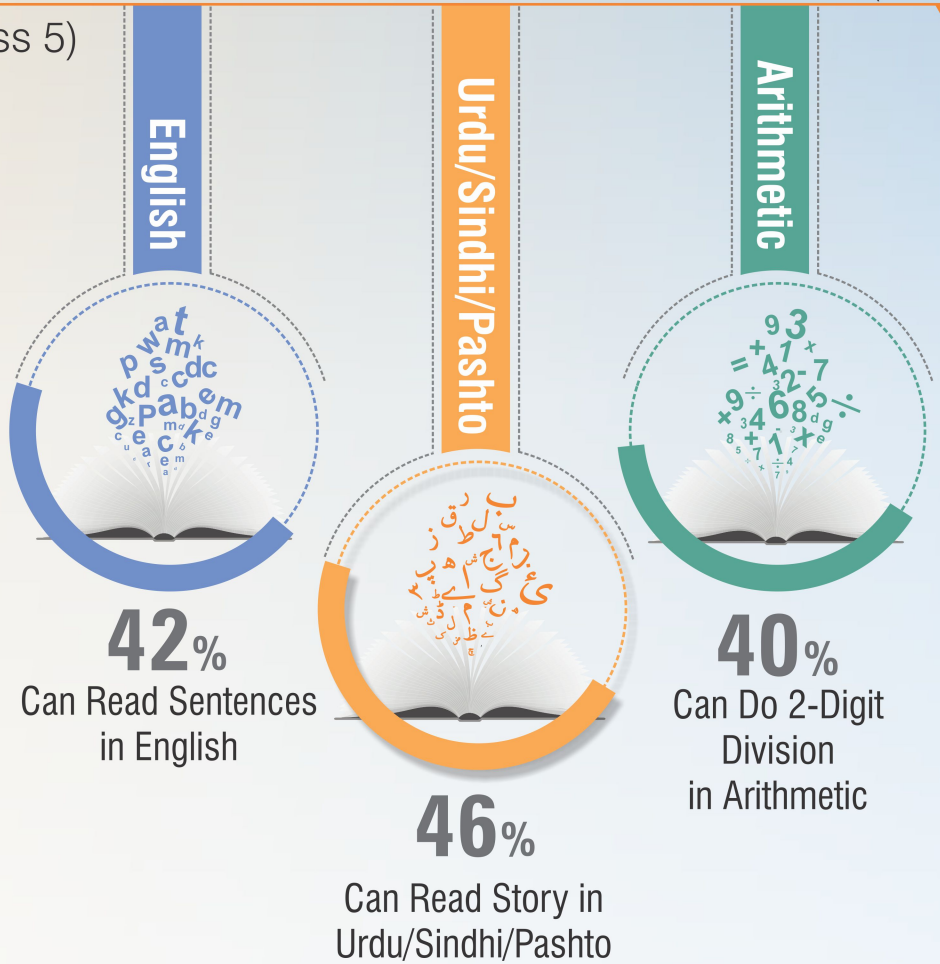 ss 5)
English
Urdu/Sindhi/Pashto
Arithmetic
42%
Can Read Sentences
in English
46%
Can Read Story in
Urdu/Sindhi/Pashto
40%
Can Do 2-Digit
Division
in Arithmetic